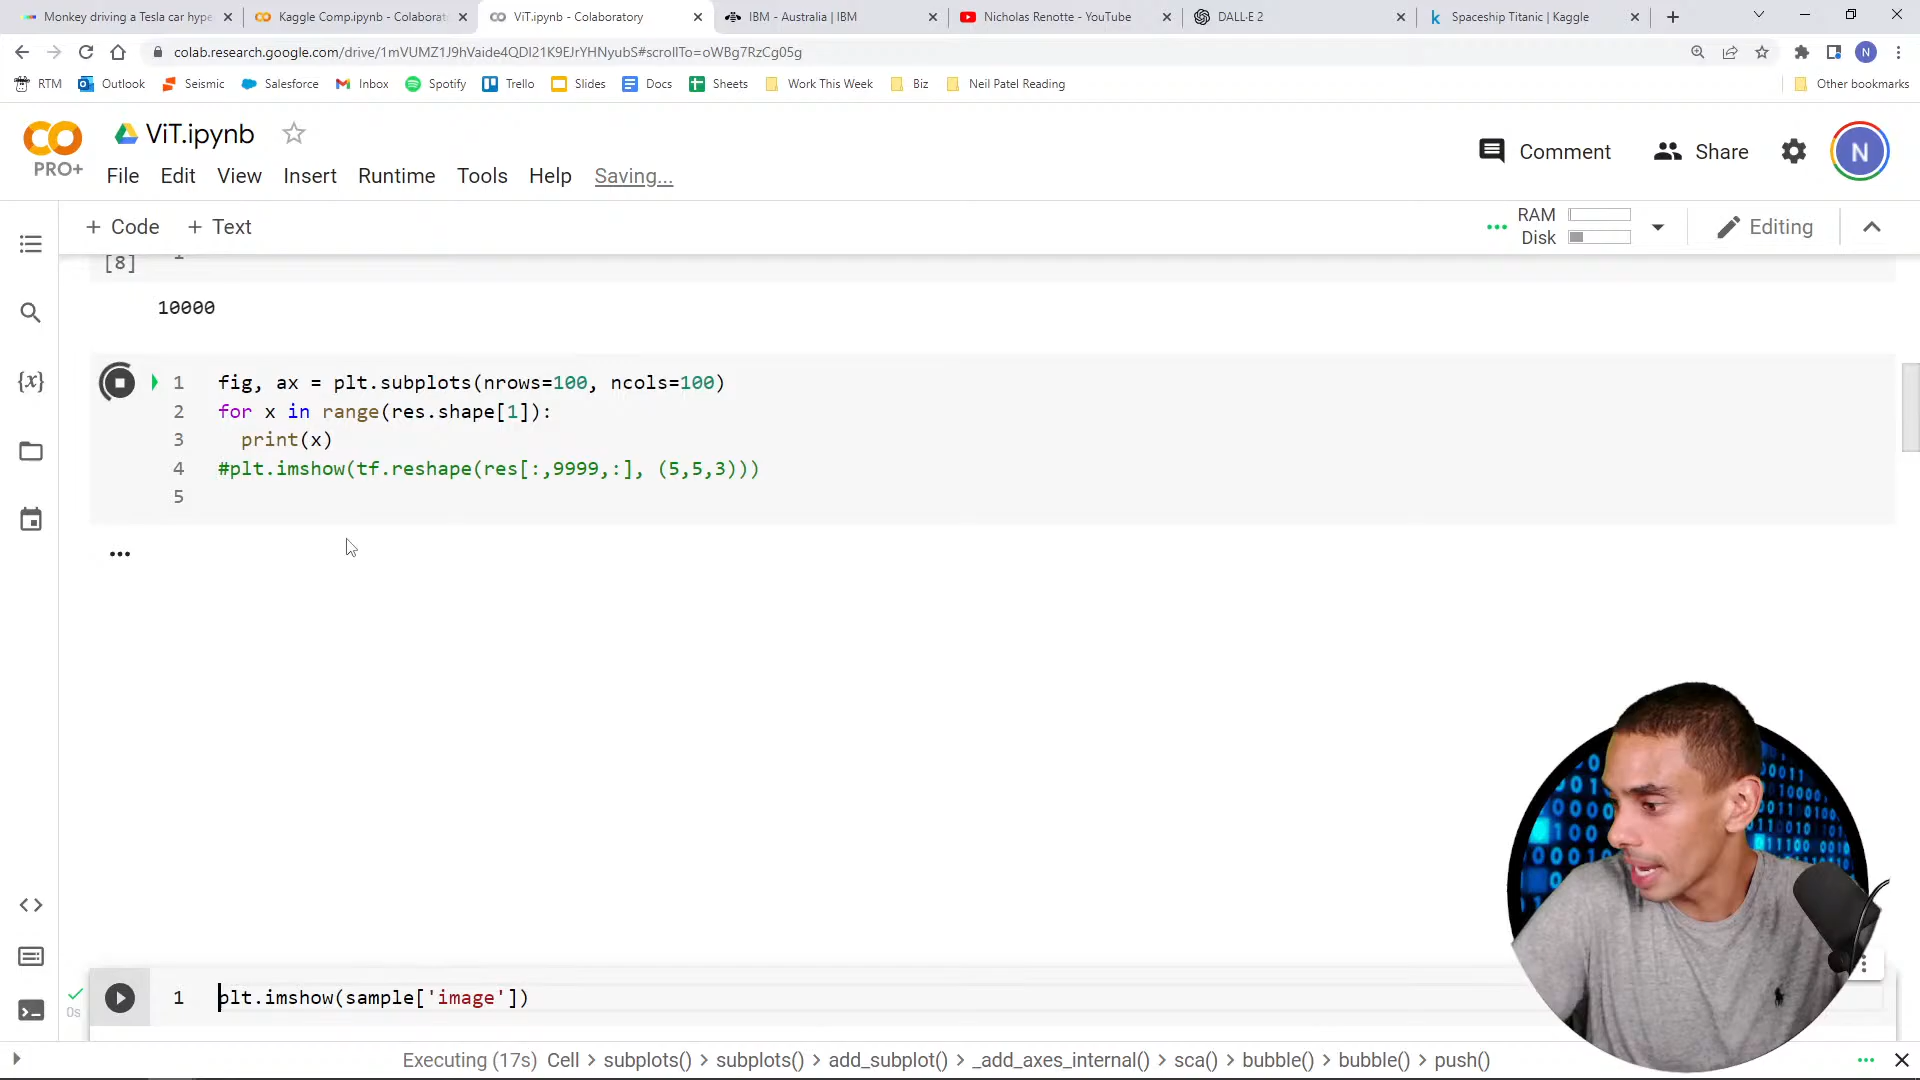 Monkey driving a Tesla car hype
Kaggle Comp.ipynb - Colaborat
ViT.ipynb - Colaboratory
IBM - Australia | IBM
Nicholas Renotte - YouTube
DALL·E 2
Spaceship Titanic | Kaggle
colab.research.google.com/drive/1mVUMZ1J9hVaide4QDl21K9EJrYHNyubS#scrollTo=oWBg7RzCg05g
N
RTM
Outlook
Seismic
Salesforce
Inbox
Spotify
Trello
Slides
Docs
Sheets
Work This Week
Biz
Neil Patel Reading
Other bookmarks
PRO+
ViT.ipynb
File Edit View Insert Runtime Tools Help Saving...
Comment
Share
N
+ Code + Text
RAM
Disk
Editing
[8] 1
10000
1 fig, ax = plt.subplots(nrows=100, ncols=100)
2 for x in range(res.shape[1]):
3 print(x)
4 #plt.imshow(tf.reshape(res[:,9999,:], (5,5,3)))
5
...
0s
1 plt.imshow(sample['image'])
Executing (17s) Cell > subplots() > subplots() > add_subplot() > _add_axes_internal() > sca() > bubble() > bubble() > push()